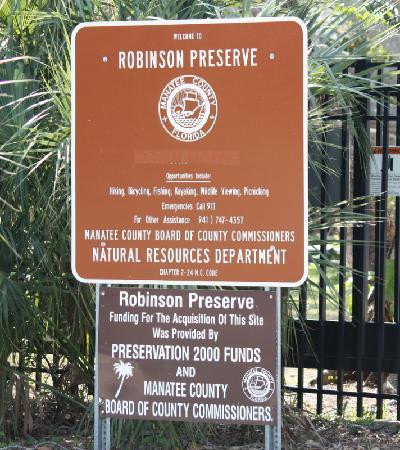 WELCOME TO
• ROBINSON PRESERVE •
MANATEE COUNTY
FLORIDA
Opportunities Include:
Hiking, Bicycling, Fishing, Kayaking, Wildlife Viewing, Picnicking
Emergencies Call 911
For Other Assistance 941) 747-4357
MANATEE COUNTY BOARD OF COUNTY COMMISSIONERS
NATURAL RESOURCES DEPARTMENT
CHAPTER 2-24 M.C. CODE
Robinson Preserve
Funding For The Acquisition Of This Site
Was Provided By
PRESERVATION 2000 FUNDS
AND
MANATEE COUNTY
BOARD OF COUNTY COMMISSIONERS